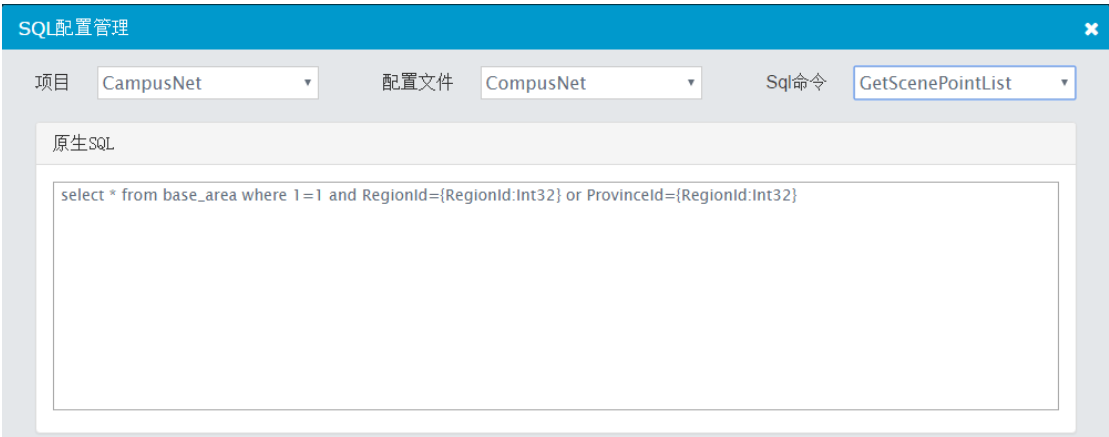 SQL配置管理
项目 CampusNet 配置文件 CompusNet Sql命令 GetScenePointList
原生SQL
select * from base_area where 1=1 and RegionId={RegionId:Int32} or ProvinceId={RegionId:Int32}